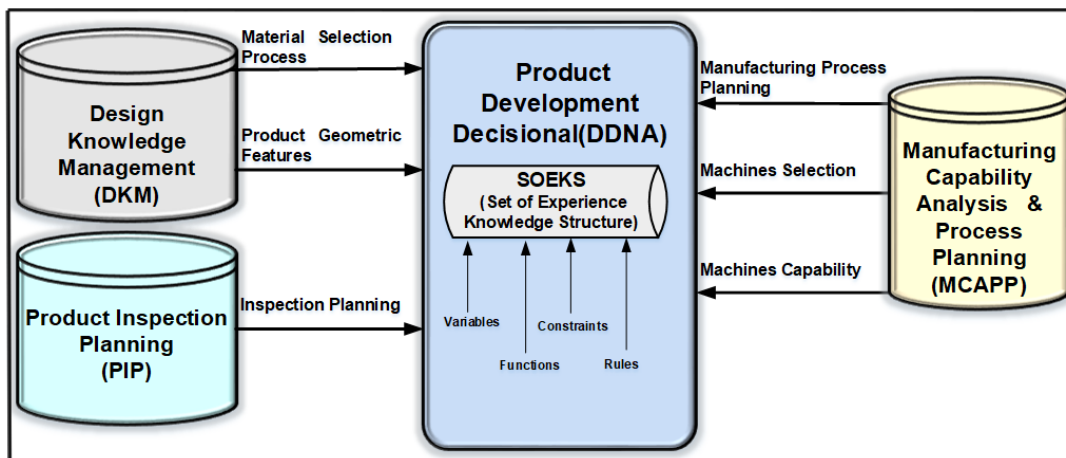 Material Selection
Process
Design
Knowledge
Management
(DKM)
Product Geometric
Features
Product Inspection
Planning
(PIP)
Inspection Planning
Product
Development
Decisional(DDNA)
SOEKS
(Set of Experience
Knowledge Structure)
Variables
Functions
Constraints
Rules
Manufacturing Process
Planning
Machines Selection
Machines Capability
Manufacturing
Capability
Analysis &
Process
Planning
(MCAPP)